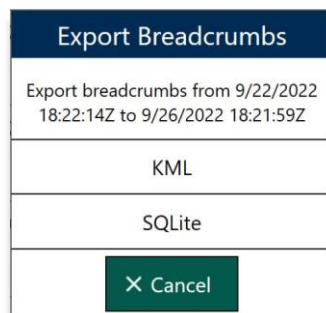 Export Breadcrumbs
Export breadcrumbs from 9/22/2022
18:22:14Z to 9/26/2022 18:21:59Z
KML
SQLite
× Cancel